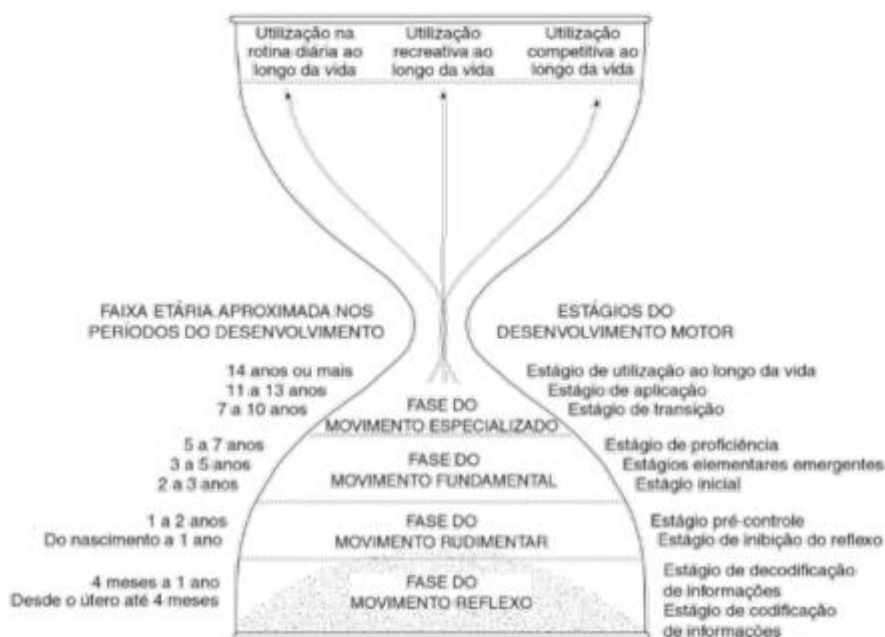 Utilização na
rotina diária ao
longo da vida
Utilização
recreativa ao
longo da vida
Utilização
competitiva ao
longo da vida
FAIXA ETÁRIA APROXIMADA NOS
PERÍODOS DO DESENVOLVIMENTO
ESTÁGIOS DO
DESENVOLVIMENTO MOTOR
14 anos ou mais
11 a 13 anos
7 a 10 anos
FASE DO
MOVIMENTO ESPECIALIZADO
Estágio de utilização ao longo da vida
Estágio de aplicação
Estágio de transição
5 a 7 anos
3 a 5 anos
2 a 3 anos
FASE DO
MOVIMENTO FUNDAMENTAL
Estágio de proficiência
Estágios elementares emergentes
Estágio inicial
1 a 2 anos
Do nascimento a 1 ano
FASE DO
MOVIMENTO RUDIMENTAR
Estágio pré-controle
Estágio de inibição do reflexo
4 meses a 1 ano
Desde o útero até 4 meses
FASE DO
MOVIMENTO REFLEXO
Estágio de decodificação
de informações
Estágio de codificação
de informações